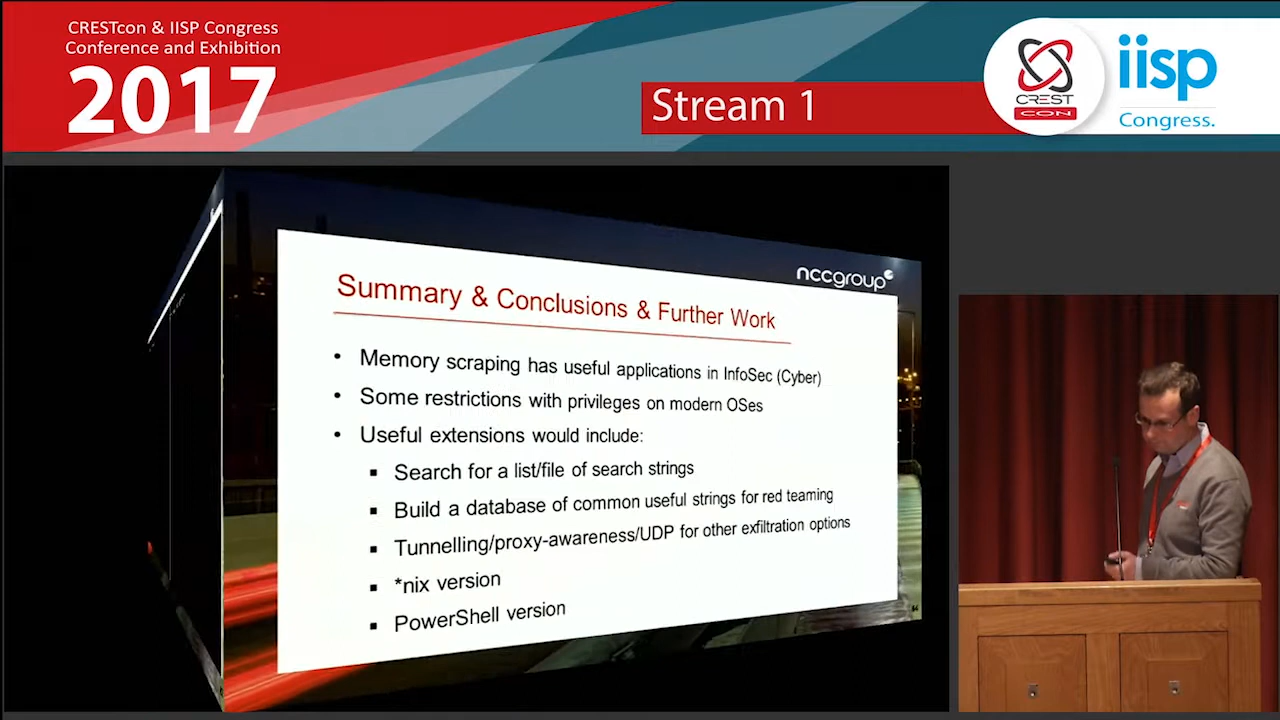 CRESTCon & IISP Congress
Conference and Exhibition
2017
Stream 1
CREST
CON
iisp
Congress.
nccgroup
Summary & Conclusions & Further Work
• Memory scraping has useful applications in InfoSec (Cyber)
• Some restrictions with privileges on modern OSes
• Useful extensions would include:
▪ Search for a list/file of search strings
▪ Build a database of common useful strings for red teaming
▪ Tunnelling/proxy-awareness/UDP for other exfiltration options
▪ *nix version
▪ PowerShell version